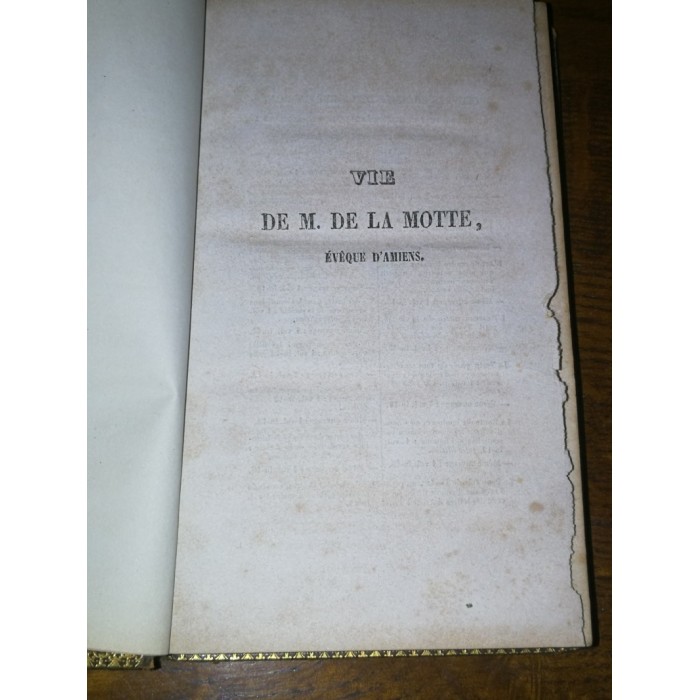 VIE
DE M. DE LA MOTTE,
ÉVÊQUE D'AMIENS.